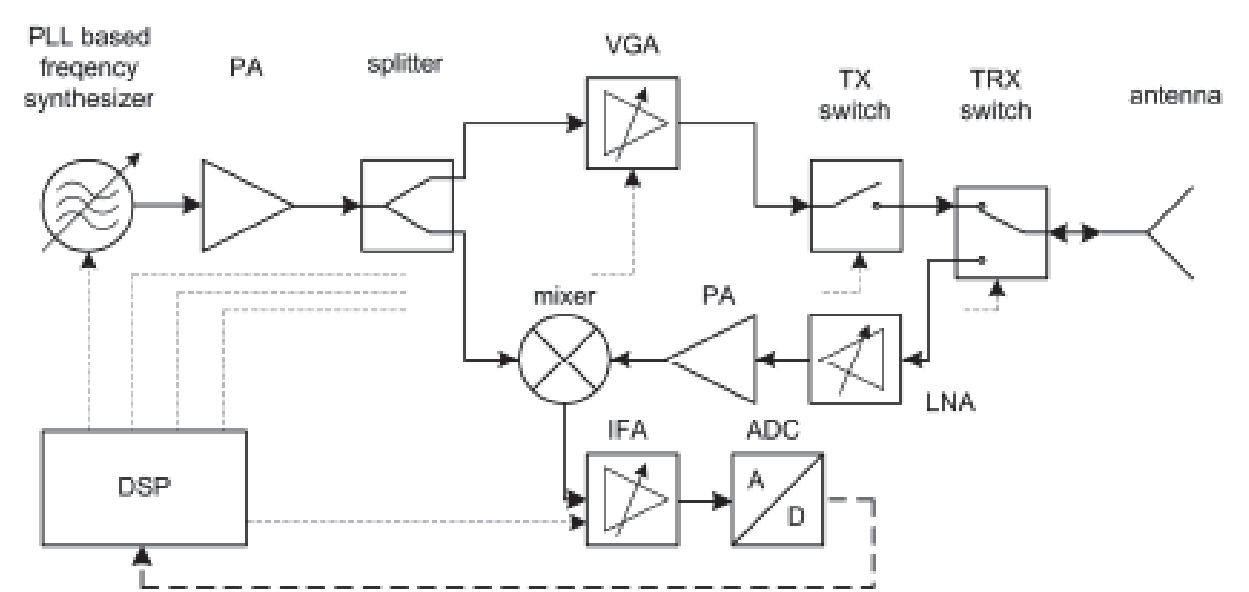 PLL based
freqency
synthesizer
PA
splitter
VGA
TX
switch
TRX
switch
antenna
mixer
PA
LNA
IFA
ADC
A
D
DSP